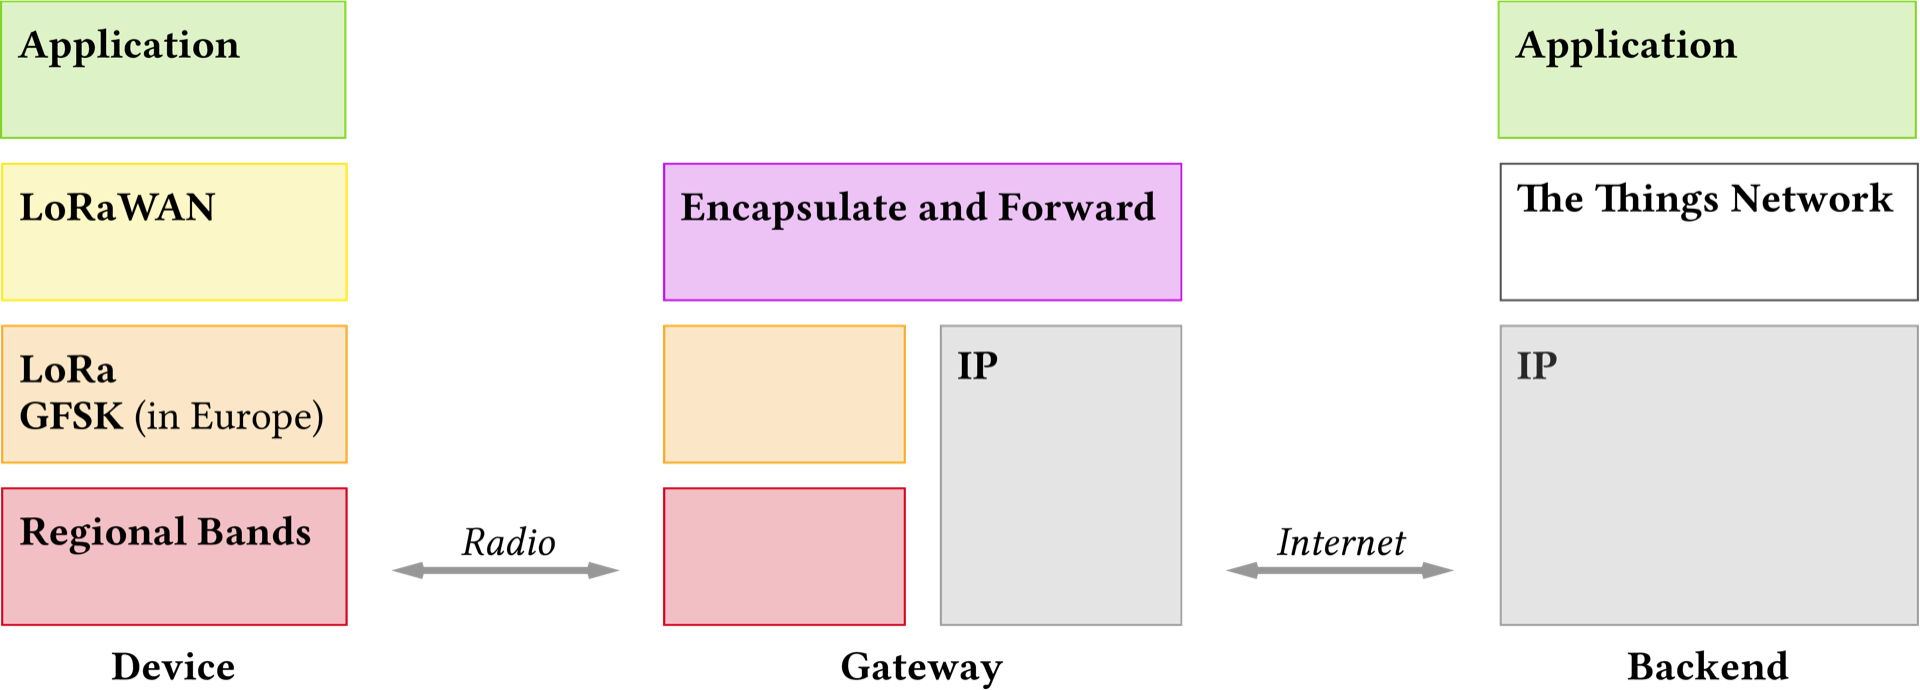 Application
LoRaWAN
LoRa
GFSK (in Europe)
Regional Bands
Device
Radio
Encapsulate and Forward
IP
Gateway
Internet
Application
The Things Network
IP
Backend